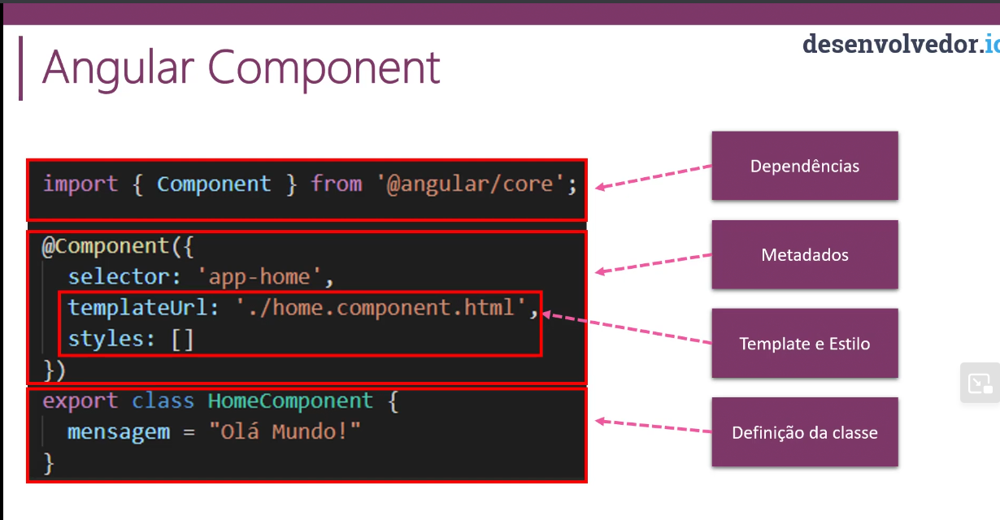 desenvolvedor.io
Angular Component
import { Component } from '@angular/core';
@Component({
selector: 'app-home',
templateUrl: './home.component.html',
styles: []
})
export class HomeComponent {
mensagem = "Olá Mundo!"
}
Dependências
Metadados
Template e Estilo
Definição da classe